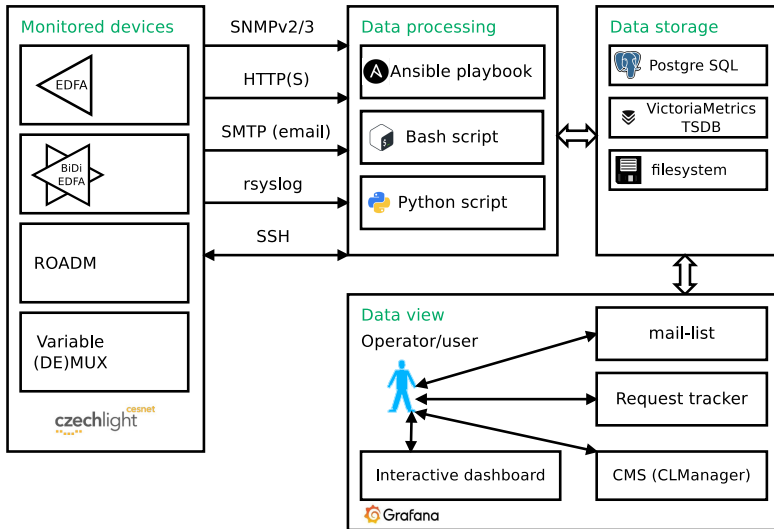 Monitored devices
EDFA
BiDi
EDFA
ROADM
Variable
(DE)MUX
czechlight
cesnet
SNMPv2/3
HTTP(S)
SMTP (email)
rsyslog
SSH
Data processing
Ansible playbook
Bash script
Python script
Data storage
Postgre SQL
VictoriaMetrics
TSDB
filesystem
Data view
Operator/user
mail-list
Request tracker
Interactive dashboard
CMS (CLManager)
Grafana